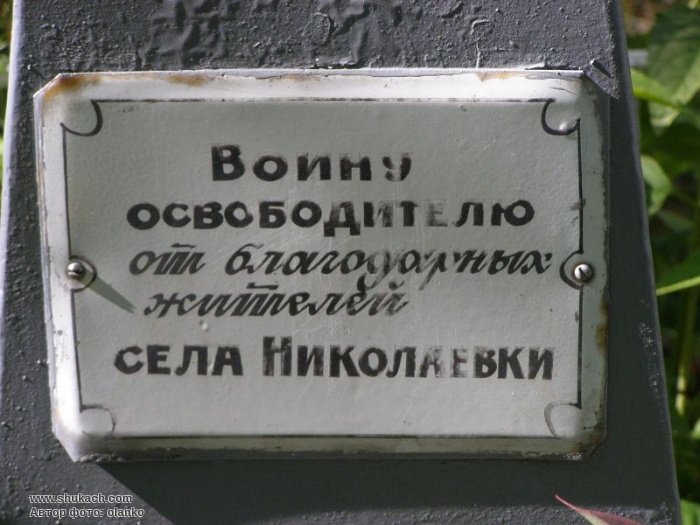 Воину
освободителю
от благодарных
жителей
села Николаевки
www.shukach.com
Автор фото: olanko